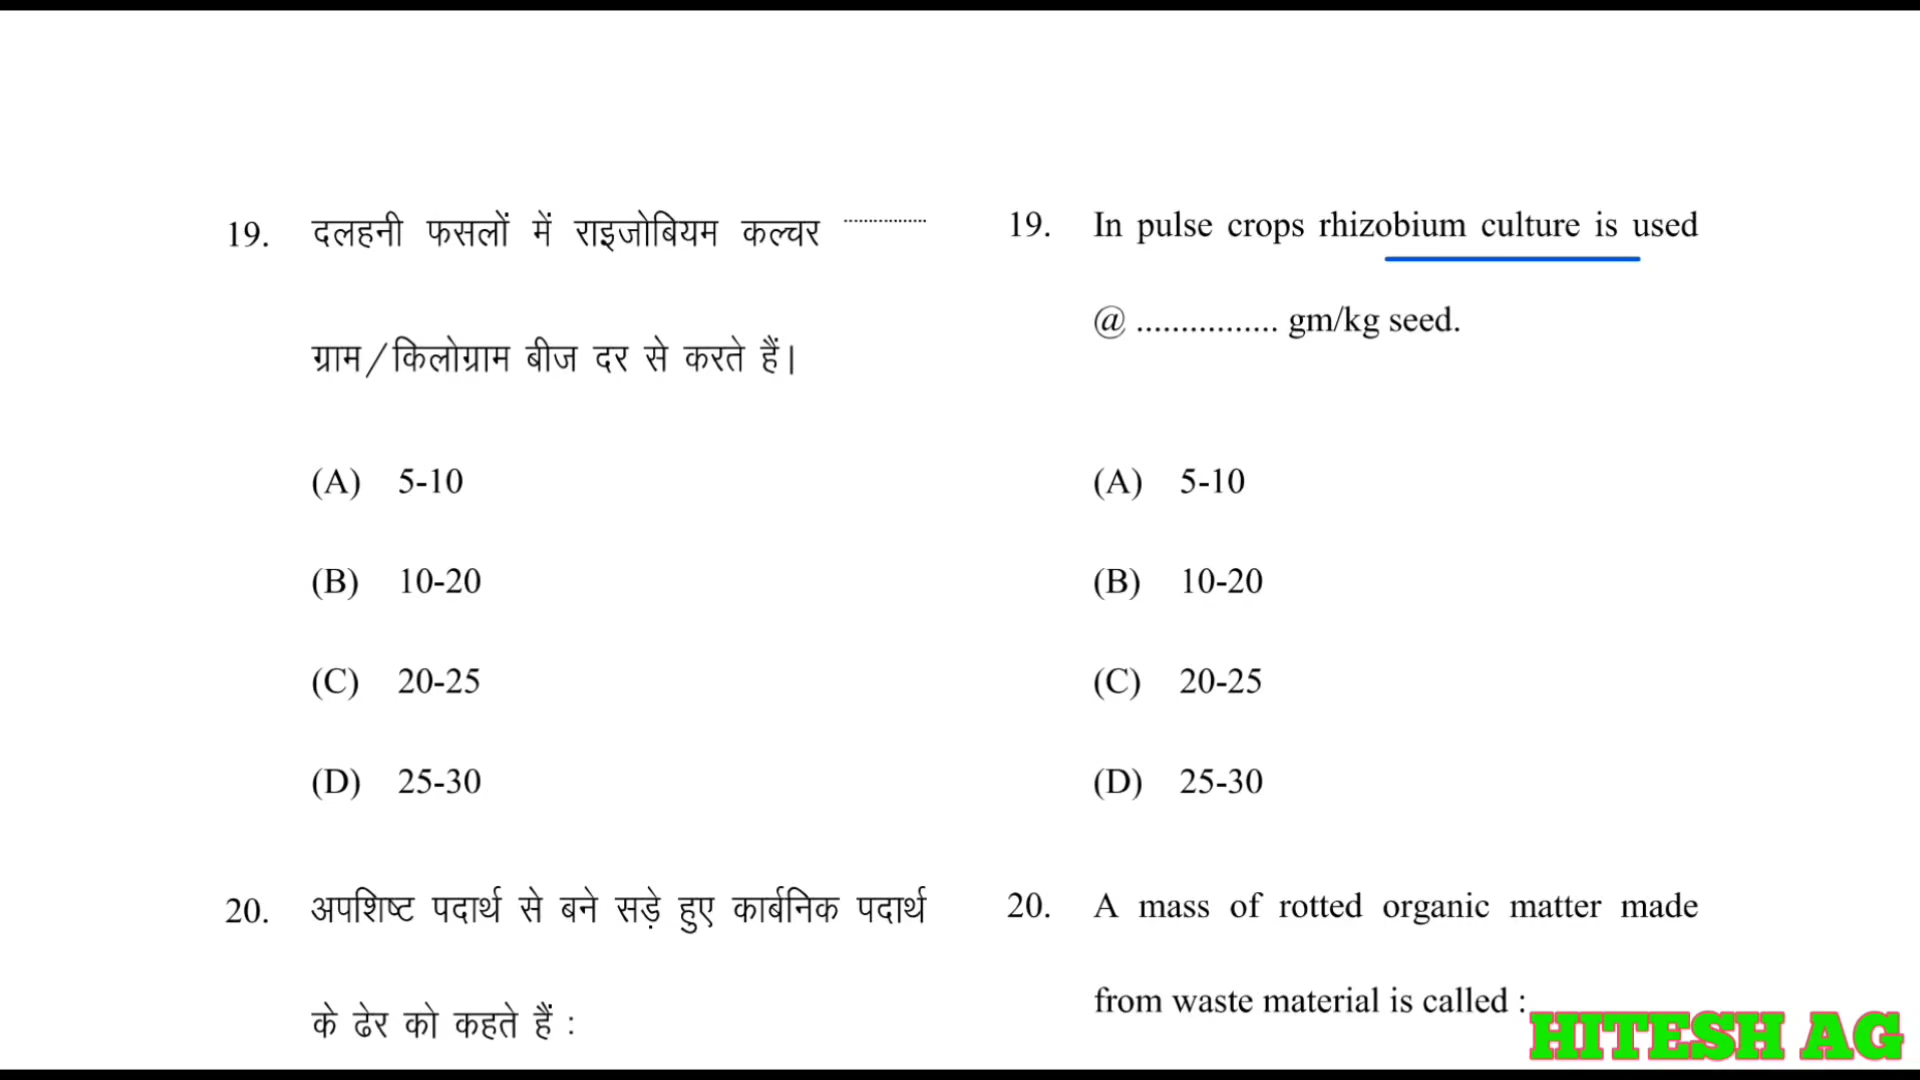 19. दलहनी फसलों में राइजोबियम कल्चर .................
ग्राम/किलोग्राम बीज दर से करते हैं।
(A) 5-10
(B) 10-20
(C) 20-25
(D) 25-30
20. अपशिष्ट पदार्थ से बने सड़े हुए कार्बनिक पदार्थ
के ढेर को कहते हैं :
19. In pulse crops rhizobium culture is used
@ ................ gm/kg seed.
(A) 5-10
(B) 10-20
(C) 20-25
(D) 25-30
20. A mass of rotted organic matter made
from waste material is called :
HITESH AG